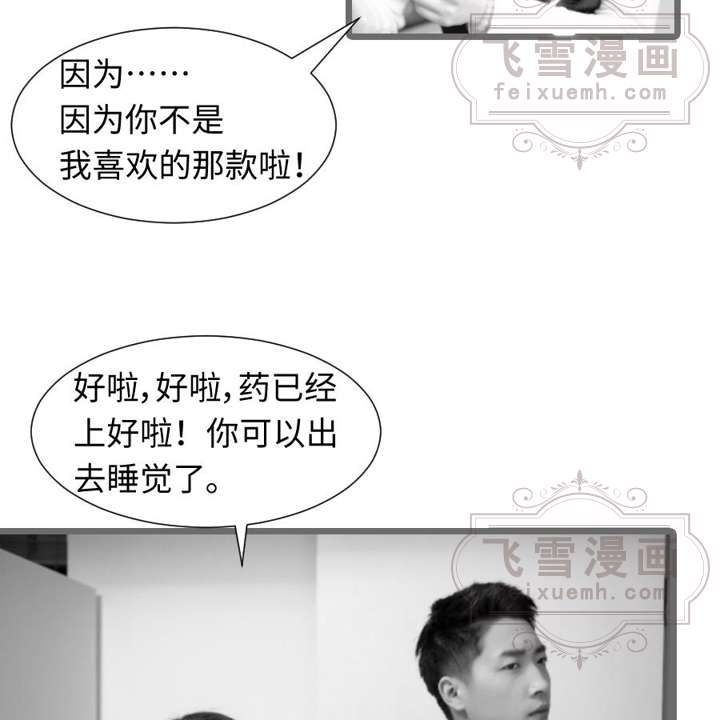 飞雪漫画
feixuemh.com
因为……
因为你不是
我喜欢的那款啦！
好啦，好啦，药已经
上好啦！你可以出
去睡觉了。
飞雪漫画
feixuemh.com